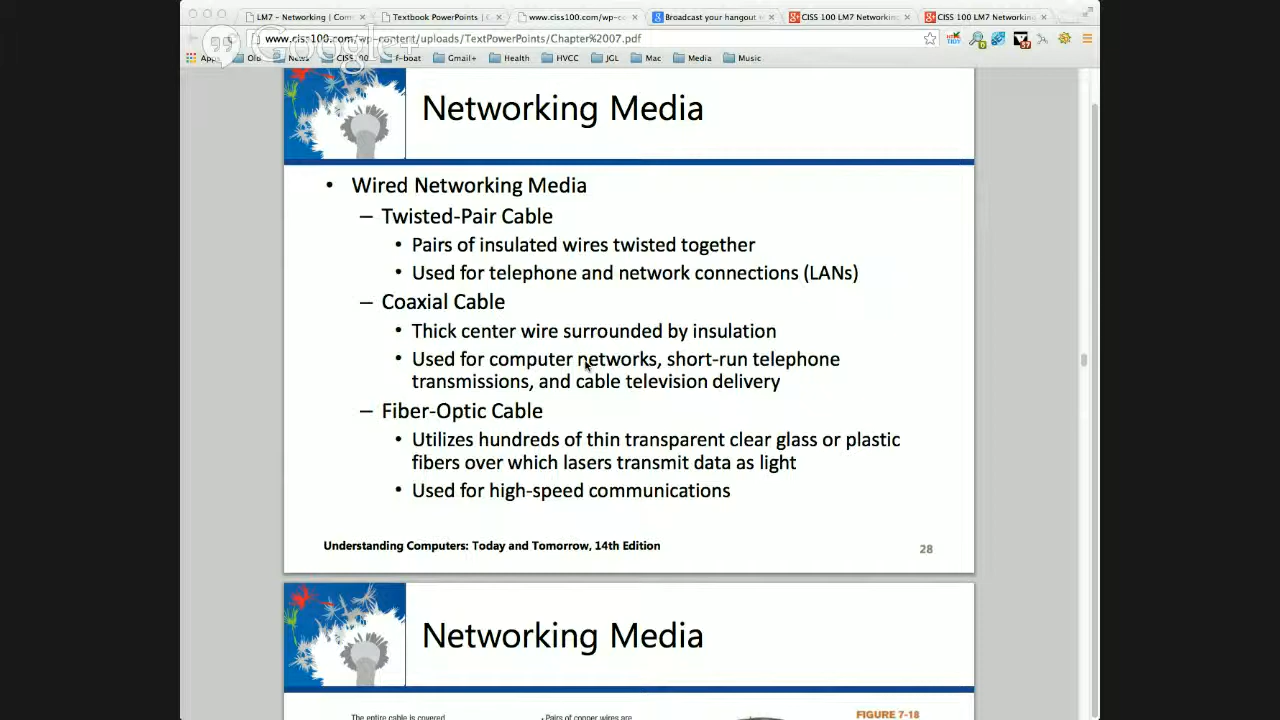 LM7 - Networking | Com
Textbook PowerPoints | C
www.ciss100.com/wp-c
Broadcast your hangout
CISS 100 LM7 Networkin
CISS 100 LM7 Networkin
www.ciss100.com/wp-content/uploads/TextPowerPoints/Chapter%2007.pdf
Google+
News
CISS100
f-boat
Gmail+
Health
HVCC
JGL
Mac
Media
Music
Networking Media
• Wired Networking Media
– Twisted-Pair Cable
• Pairs of insulated wires twisted together
• Used for telephone and network connections (LANs)
– Coaxial Cable
• Thick center wire surrounded by insulation
• Used for computer networks, short-run telephone
transmissions, and cable television delivery
– Fiber-Optic Cable
• Utilizes hundreds of thin transparent clear glass or plastic
fibers over which lasers transmit data as light
• Used for high-speed communications
Understanding Computers: Today and Tomorrow, 14th Edition
28
Networking Media
The entire cable is covered
Pairs of copper wires are
FIGURE 7-18